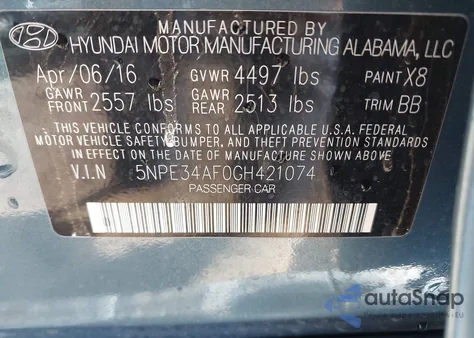 MANUFACTURED BY
HYUNDAI MOTOR MANUFACTURING ALABAMA, LLC
Apr/06/16 GVWR 4497 lbs PAINT X8
GAWR FRONT 2557 lbs GAWR REAR 2513 lbs TRIM BB
THIS VEHICLE CONFORMS TO ALL APPLICABLE U.S.A. FEDERAL
MOTOR VEHICLE SAFETY, BUMPER, AND THEFT PREVENTION STANDARDS
IN EFFECT ON THE DATE OF MANUFACTURE SHOWN ABOVE.
V.I.N 5NPE34AF0GH421074
PASSENGER CAR
autoSnap